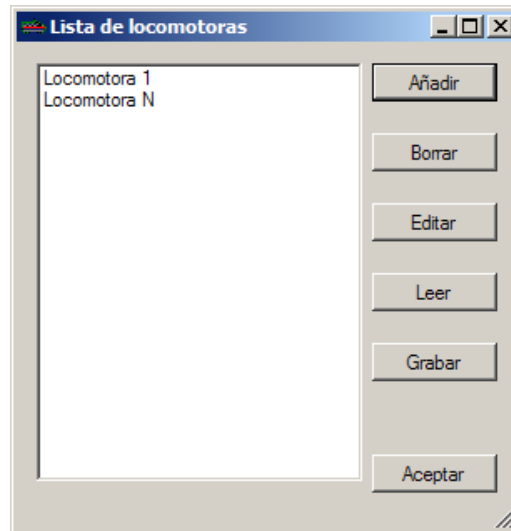 Lista de locomotoras
Locomotora 1
Locomotora N
Añadir
Borrar
Editar
Leer
Grabar
Aceptar